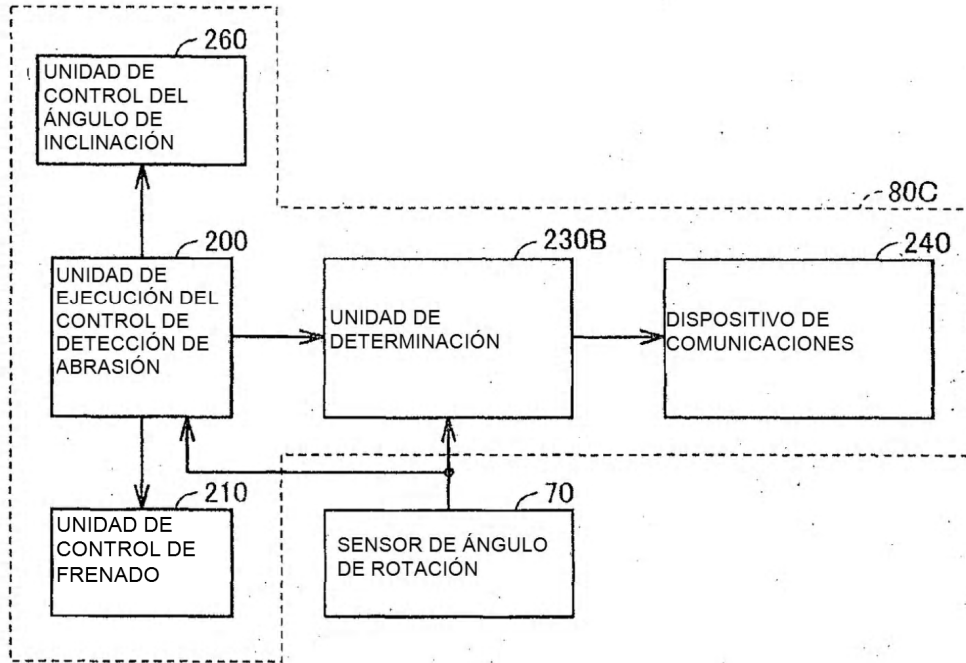 260
UNIDAD DE
CONTROL DEL
ÁNGULO DE
INCLINACIÓN
80C
200
UNIDAD DE
EJECUCIÓN DEL
CONTROL DE
DETECCIÓN DE
ABRASIÓN
230B
UNIDAD DE
DETERMINACIÓN
240
DISPOSITIVO DE
COMUNICACIONES
210
UNIDAD DE
CONTROL DE
FRENADO
70
SENSOR DE ÁNGULO
DE ROTACIÓN